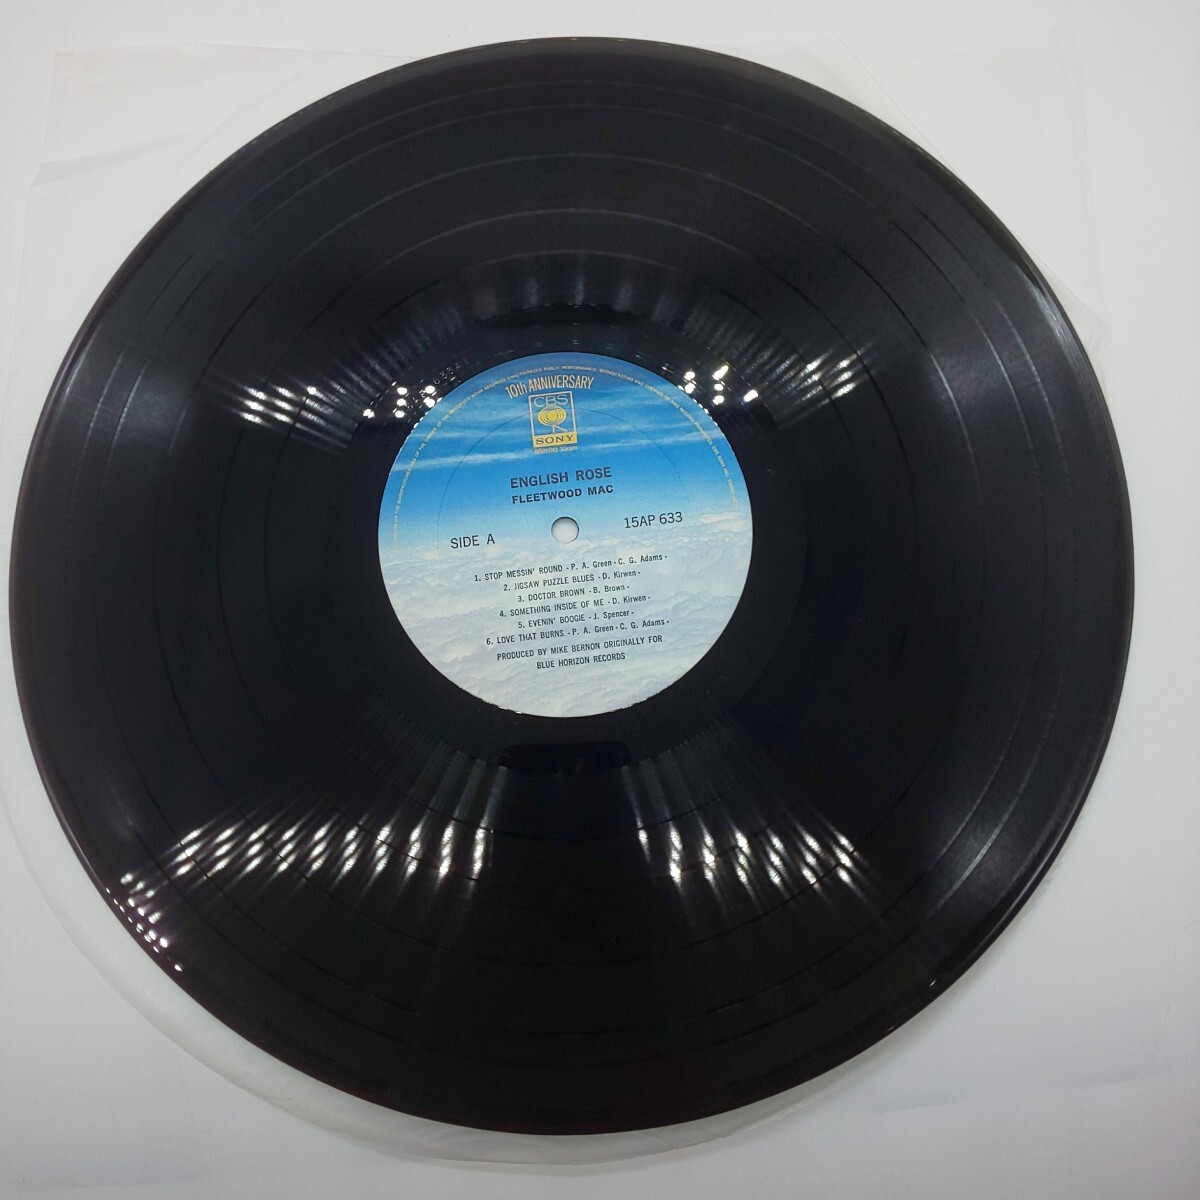 10th ANNIVERSARY
CBS
SONY
ENGLISH ROSE
FLEETWOOD MAC
SIDE A
15AP 633
1. STOP MESSIN' ROUND - P. A. Green - C. G. Adams -
2. JIGSAW PUZZLE BLUES - D. Kirwen -
3. DOCTOR BROWN - B. Brown -
4. SOMETHING INSIDE OF ME - D. Kirwen -
5. EVENIN' BOOGIE - J. Spencer -
6. LOVE THAT BURNS - P. A. Green - C. G. Adams -
PRODUCED BY MIKE BERNON ORIGINALLY FOR
BLUE HORIZON RECORDS